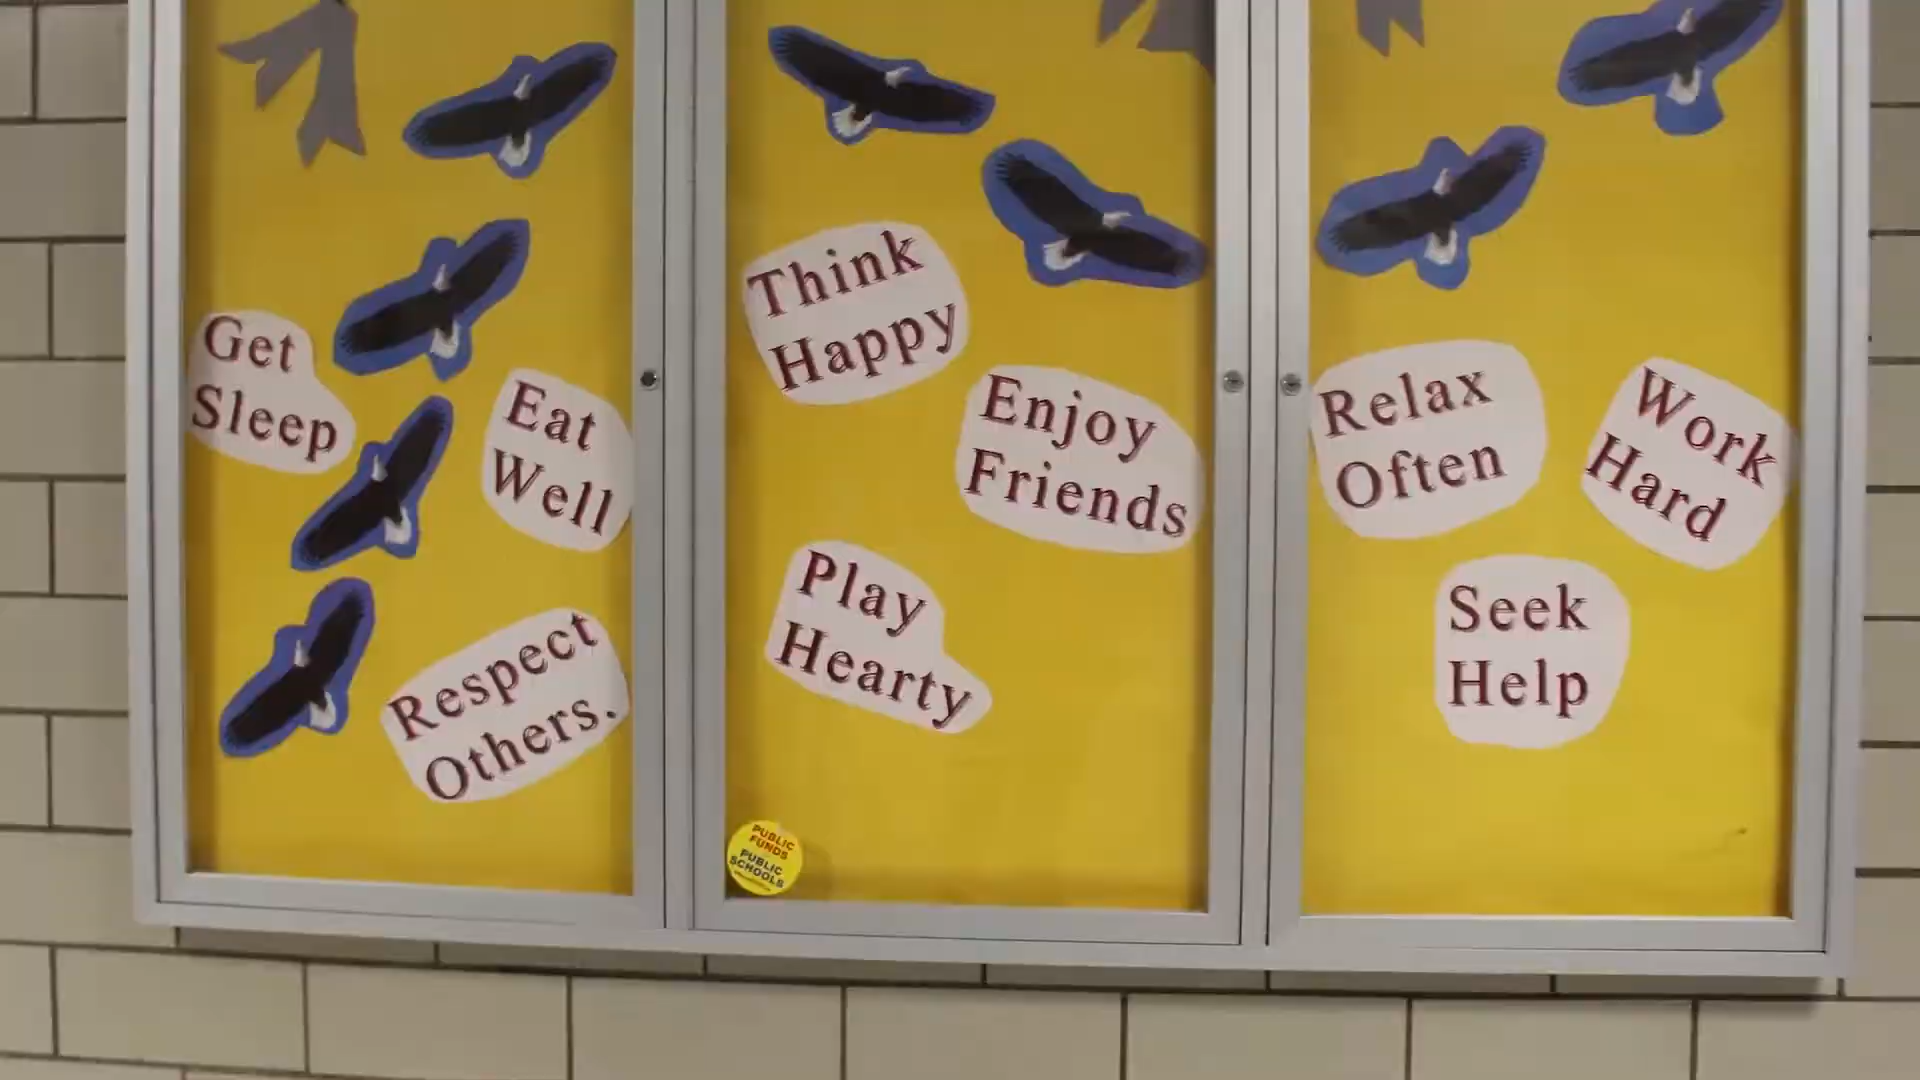 Get
Sleep
Eat
Well
Respect
Others.
Think
Happy
Enjoy
Friends
Play
Hearty
PUBLIC
FUNDS
PUBLIC
SCHOOLS
Relax
Often
Work
Hard
Seek
Help